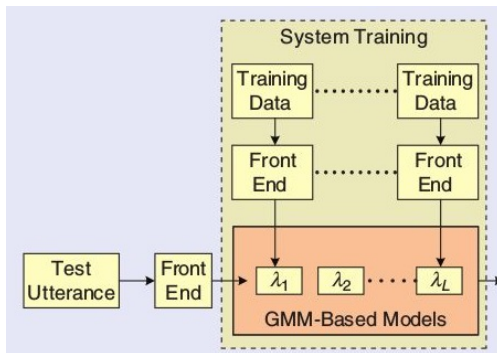 System Training
Training
Data
Training
Data
Front
End
Front
End
Test
Utterance
Front
End
λ1
λ2
λL
GMM-Based Models